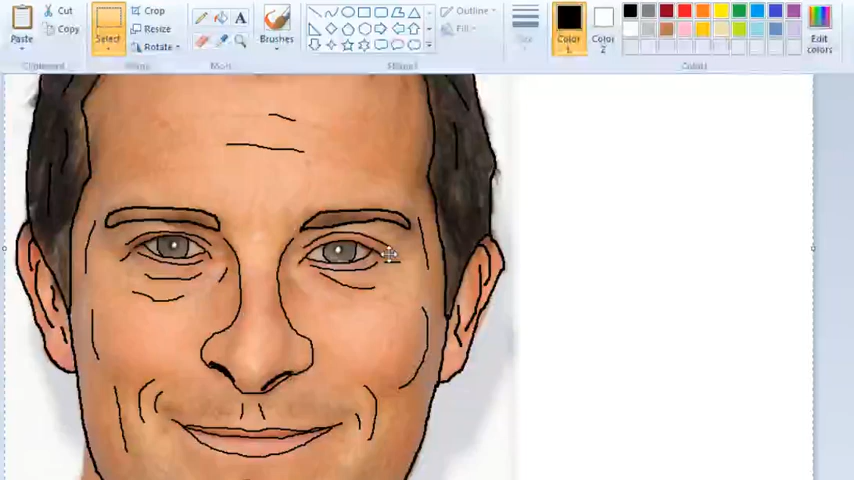 Cut
Copy
Paste
Select
Crop
Resize
Rotate
A
Brushes
Outline
Fill
Color 1
Color 2
Edit colors
Colors